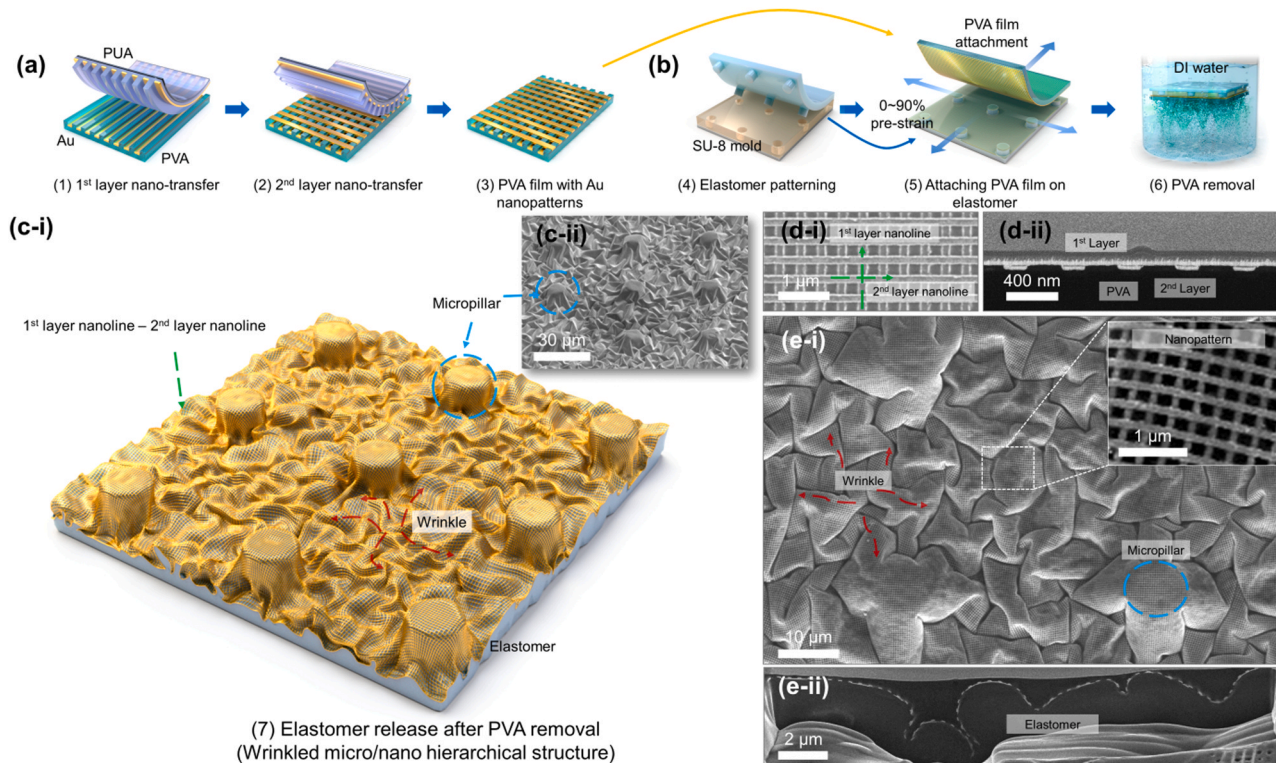 (a)
PUA
Au
PVA
(1) 1st layer nano-transfer
(2) 2nd layer nano-transfer
(3) PVA film with Au
nanopatterns
(b)
SU-8 mold
(4) Elastomer patterning
PVA film
attachment
0~90%
pre-strain
(5) Attaching PVA film on
elastomer
DI water
(6) PVA removal
(c-i)
1st layer nanoline – 2nd layer nanoline
Micropillar
Wrinkle
Elastomer
(7) Elastomer release after PVA removal
(Wrinkled micro/nano hierarchical structure)
(c-ii)
30 µm
(d-i)
1st layer nanoline
1 µm
2nd layer nanoline
(d-ii)
1st Layer
400 nm
PVA
2nd Layer
(e-i)
Nanopattern
1 µm
Wrinkle
Micropillar
10 µm
(e-ii)
Elastomer
2 µm